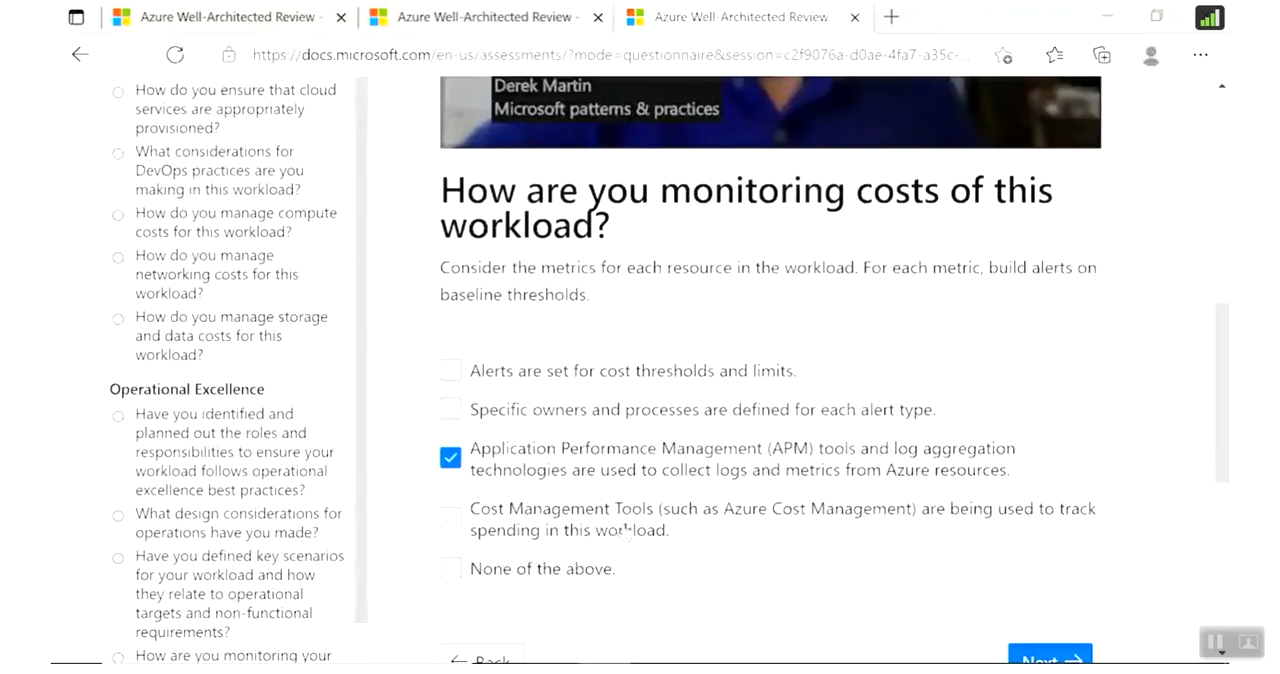 Azure Well-Architected Review -
Azure Well-Architected Review -
Azure Well-Architected Review
https://docs.microsoft.com/en-us/assessments/?mode=questionnaire&session=c2f9076a-d0ae-4fa7-a35c-...
How do you ensure that cloud
services are appropriately
provisioned?
What considerations for
DevOps practices are you
making in this workload?
How do you manage compute
costs for this workload?
How do you manage
networking costs for this
workload?
How do you manage storage
and data costs for this
workload?
Operational Excellence
Have you identified and
planned out the roles and
responsibilities to ensure your
workload follows operational
excellence best practices?
What design considerations for
operations have you made?
Have you defined key scenarios
for your workload and how
they relate to operational
targets and non-functional
requirements?
How are you monitoring your
Derek Martin
Microsoft patterns & practices
How are you monitoring costs of this
workload?
Consider the metrics for each resource in the workload. For each metric, build alerts on
baseline thresholds.
Alerts are set for cost thresholds and limits.
Specific owners and processes are defined for each alert type.
Application Performance Management (APM) tools and log aggregation
technologies are used to collect logs and metrics from Azure resources.
Cost Management Tools (such as Azure Cost Management) are being used to track
spending in this workload.
None of the above.
Back
Next